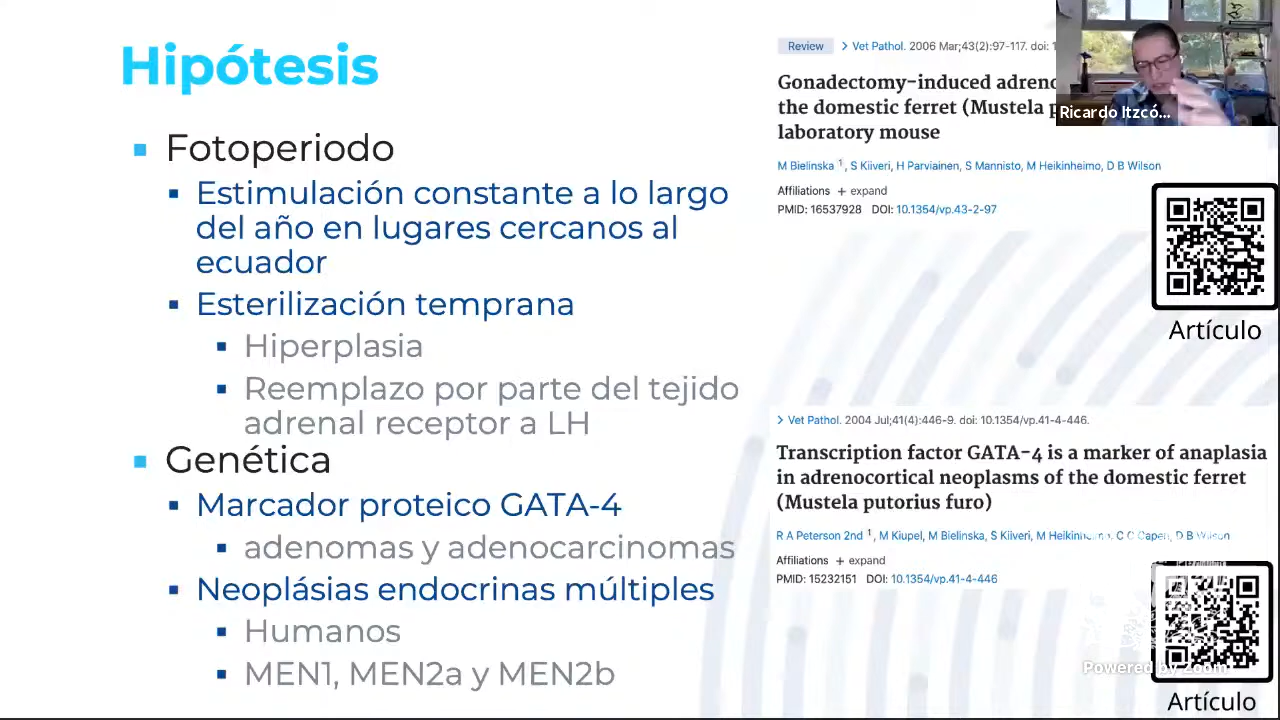 Hipótesis
Fotoperiodo
Estimulación constante a lo largo
del año en lugares cercanos al
ecuador
Esterilización temprana
Hiperplasia
Reemplazo por parte del tejido
adrenal receptor a LH
Genética
Marcador proteico GATA-4
adenomas y adenocarcinomas
Neoplásias endocrinas múltiples
Humanos
MEN1, MEN2a y MEN2b
Review > Vet Pathol. 2006 Mar;43(2):97-117. doi: 1
Gonadectomy-induced adreno
the domestic ferret (Mustela p
laboratory mouse
M Bielinska 1, S Kiiveri, H Parviainen, S Mannisto, M Heikinheimo, D B Wilson
Affiliations + expand
PMID: 16537928 DOI: 10.1354/vp.43-2-97
Ricardo Itzcó...
Artículo
> Vet Pathol. 2004 Jul;41(4):446-9. doi: 10.1354/vp.41-4-446.
Transcription factor GATA-4 is a marker of anaplasia
in adrenocortical neoplasms of the domestic ferret
(Mustela putorius furo)
R A Peterson 2nd 1, M Kiupel, M Bielinska, S Kiiveri, M Heikinheimo, C C Capen, D B Wilson
Affiliations + expand
PMID: 15232151 DOI: 10.1354/vp.41-4-446
Powered by Zoom
Artículo